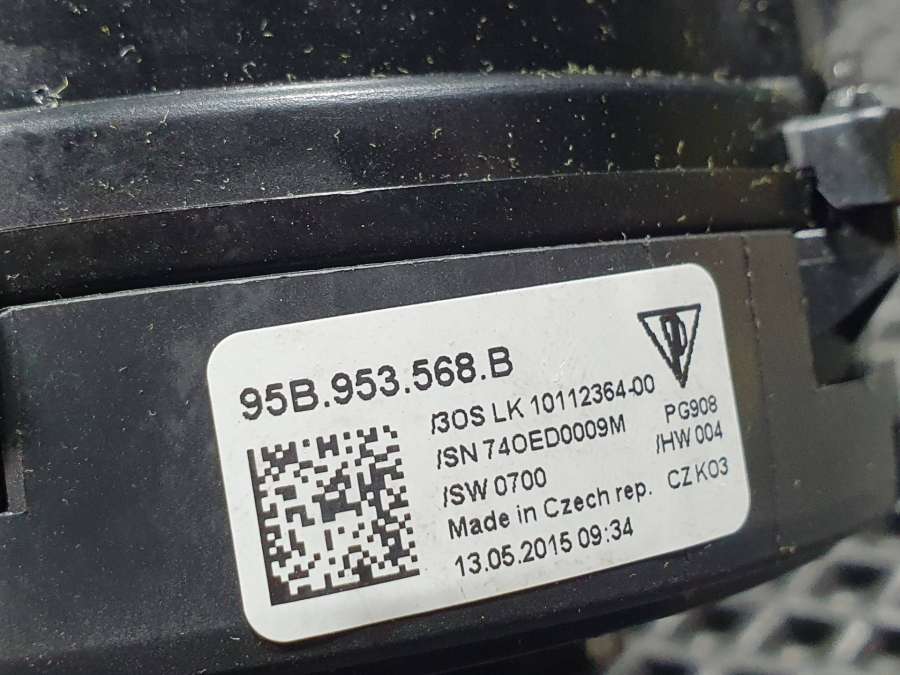 95B.953.568.B
/3OS LK 10112364-00
/SN 74OED0009M PG908
/SW 0700 /HW 004
Made in Czech rep. CZ K03
13.05.2015 09:34